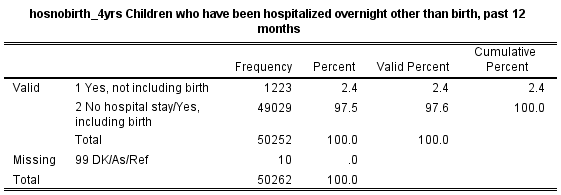 hosnobirth_4yrs Children who have been hospitalized overnight other than birth, past 12
months
Frequency Percent Valid Percent Cumulative Percent
Valid 1 Yes, not including birth 1223 2.4 2.4 2.4
2 No hospital stay/Yes, including birth 49029 97.5 97.6 100.0
Total 50252 100.0 100.0
Missing 99 DK/As/Ref 10 .0
Total 50262 100.0